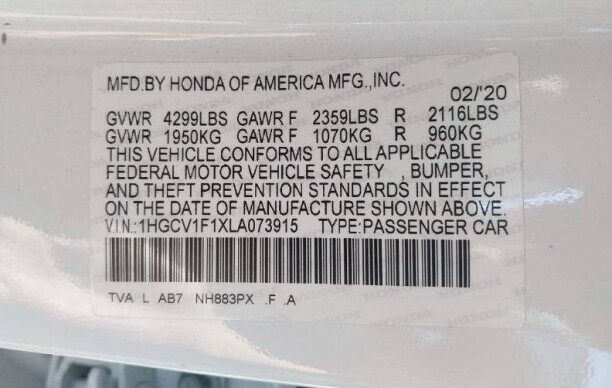 MFD.BY HONDA OF AMERICA MFG.,INC.
02/'20
GVWR 4299LBS GAWR F 2359LBS R 2116LBS
GVWR 1950KG GAWR F 1070KG R 960KG
THIS VEHICLE CONFORMS TO ALL APPLICABLE
FEDERAL MOTOR VEHICLE SAFETY , BUMPER,
AND THEFT PREVENTION STANDARDS IN EFFECT
ON THE DATE OF MANUFACTURE SHOWN ABOVE.
V.I.N.:1HGCV1F1XLA073915 TYPE:PASSENGER CAR
TVA L AB7 NH883PX .F .A